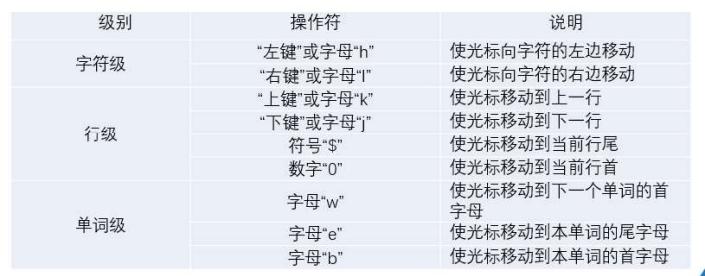 级别 操作符 说明
字符级
“左键”或字母“h” 使光标向字符的左边移动
“右键”或字母“l” 使光标向字符的右边移动
行级
“上键”或字母“k” 使光标移动到上一行
“下键”或字母“j” 使光标移动到下一行
符号“$” 使光标移动到当前行尾
数字“0” 使光标移动到当前行首
单词级
字母“w” 使光标移动到下一个单词的首
字母
字母“e” 使光标移动到本单词的尾字母
字母“b” 使光标移动到本单词的首字母